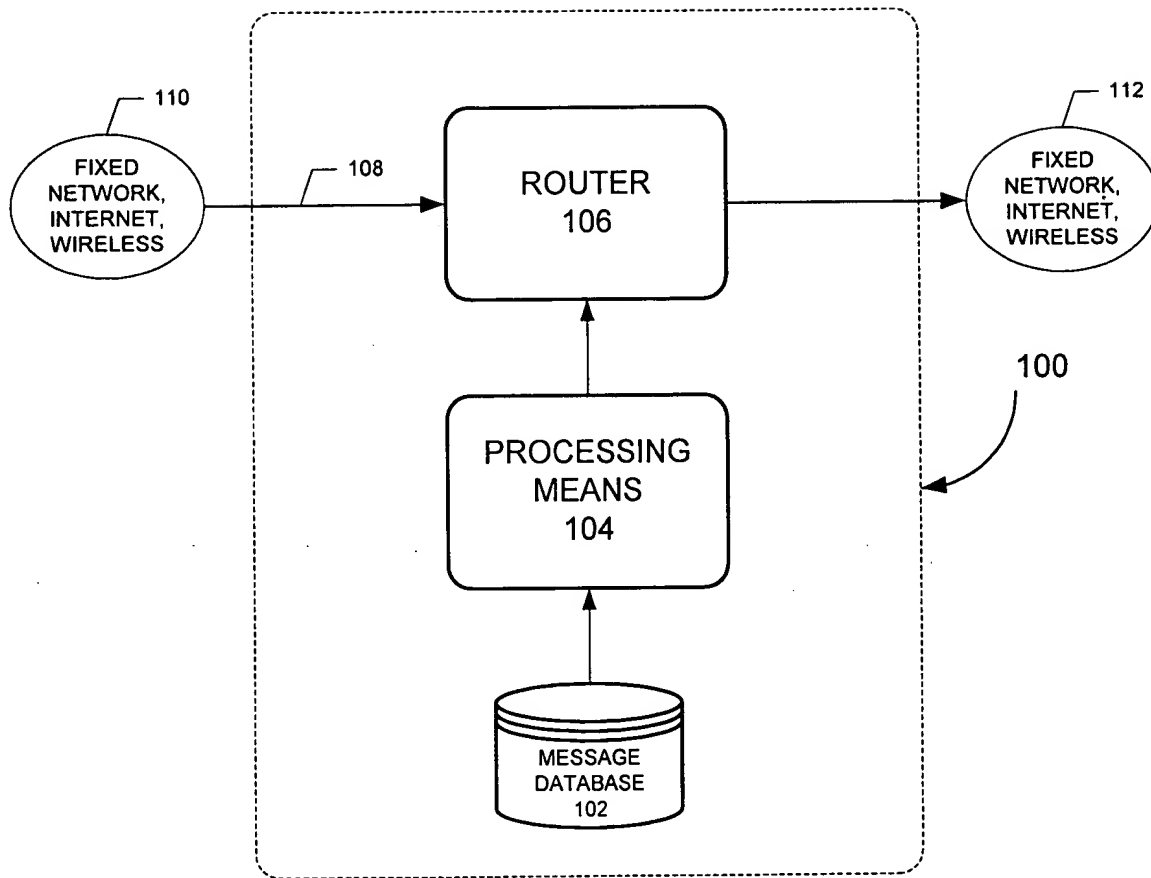 110
FIXED
NETWORK,
INTERNET,
WIRELESS
108
ROUTER
106
112
FIXED
NETWORK,
INTERNET,
WIRELESS
100
PROCESSING
MEANS
104
MESSAGE
DATABASE
102